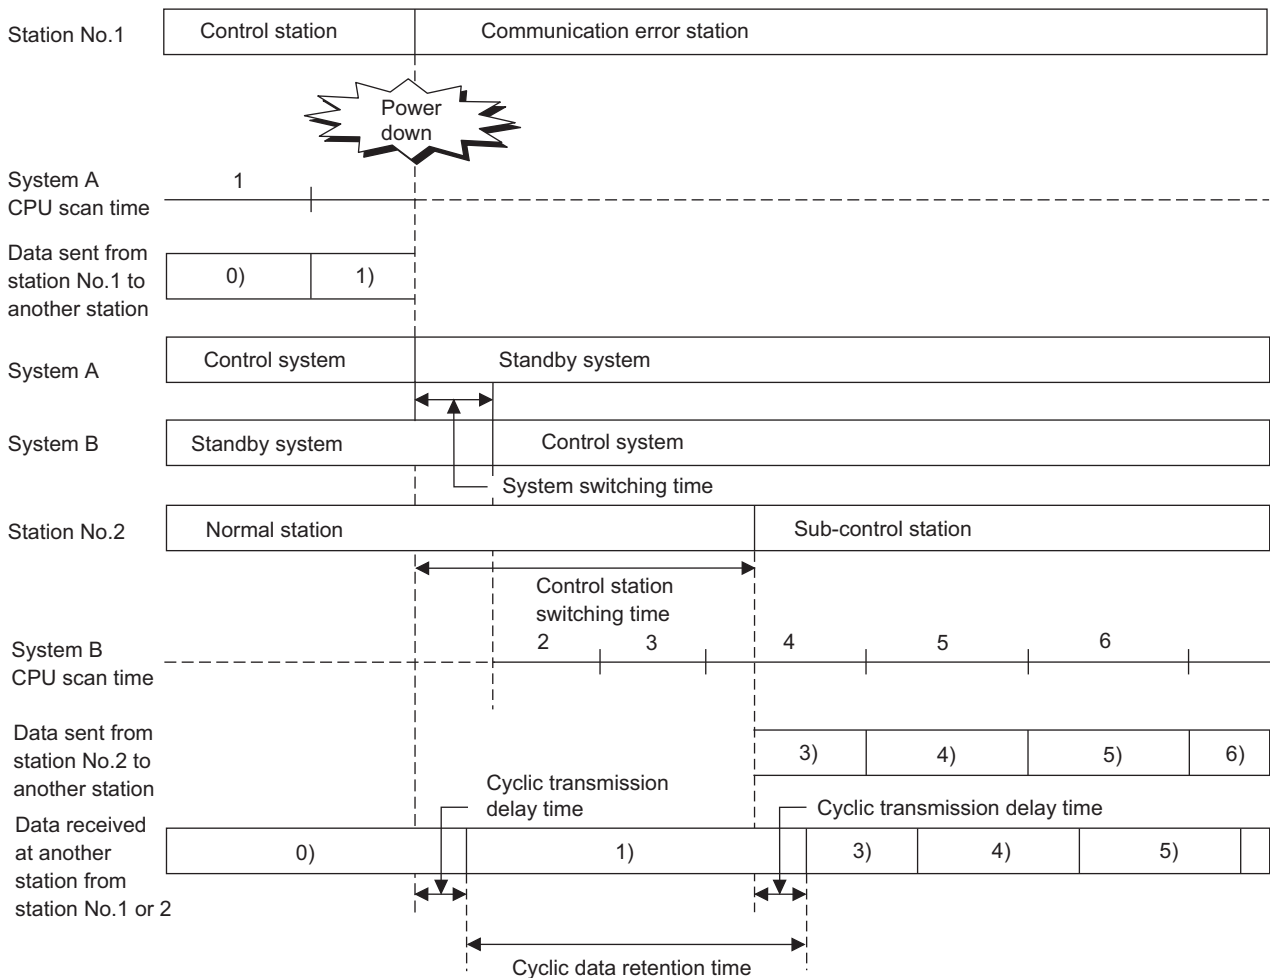 Station No.1
Control station
Communication error station
Power
down
System A
CPU scan time
1
Data sent from
station No.1 to
another station
0)
1)
System A
Control system
Standby system
System B
Standby system
Control system
System switching time
Station No.2
Normal station
Sub-control station
Control station
switching time
System B
CPU scan time
2
3
4
5
6
Data sent from
station No.2 to
another station
3)
4)
5)
6)
Cyclic transmission
delay time
Cyclic transmission delay time
Data received
at another
station from
station No.1 or 2
0)
1)
3)
4)
5)
Cyclic data retention time